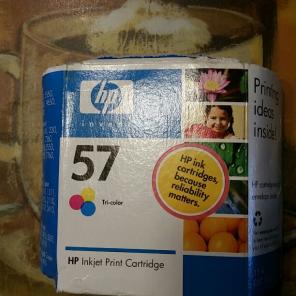 hp
invent
57
Tri-color
HP Inkjet Print Cartridge
HP ink
cartridges,
because
reliability
matters.
Printing
ideas
inside!